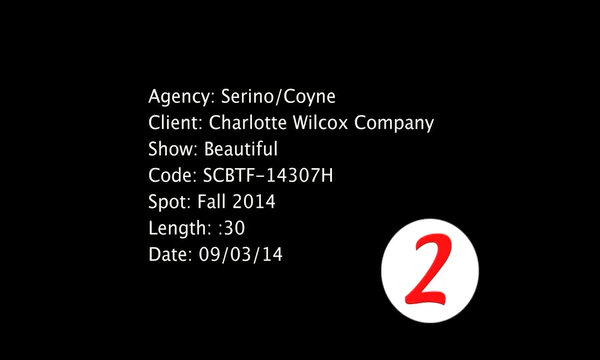 Agency: Serino/Coyne
Client: Charlotte Wilcox Company
Show: Beautiful
Code: SCBTF-14307H
Spot: Fall 2014
Length: :30
Date: 09/03/14
2